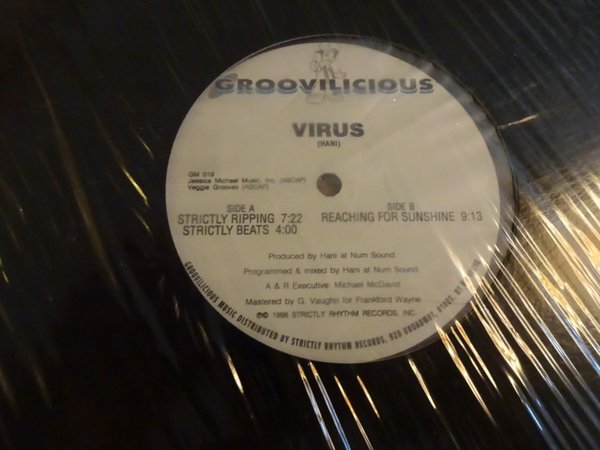 GROOVILICIOUS
VIRUS
(HANI)
GM 019
Jessica Michael Music, Inc. (ASCAP)
Veggie Grooves (ASCAP)
SIDE A
STRICTLY RIPPING 7:22
STRICTLY BEATS 4:00
SIDE B
REACHING FOR SUNSHINE 9:13
Produced by Hani at Num Sound
Programmed & mixed by Hani at Num Sound
A & R Executive: Michael McDavid
Mastered by G. Vaughn for Frankford Wayne
℗© 1996 STRICTLY RHYTHM RECORDS, INC.
GROOVILICIOUS MUSIC DISTRIBUTED BY STRICTLY RHYTHM RECORDS, 920 BROADWAY,